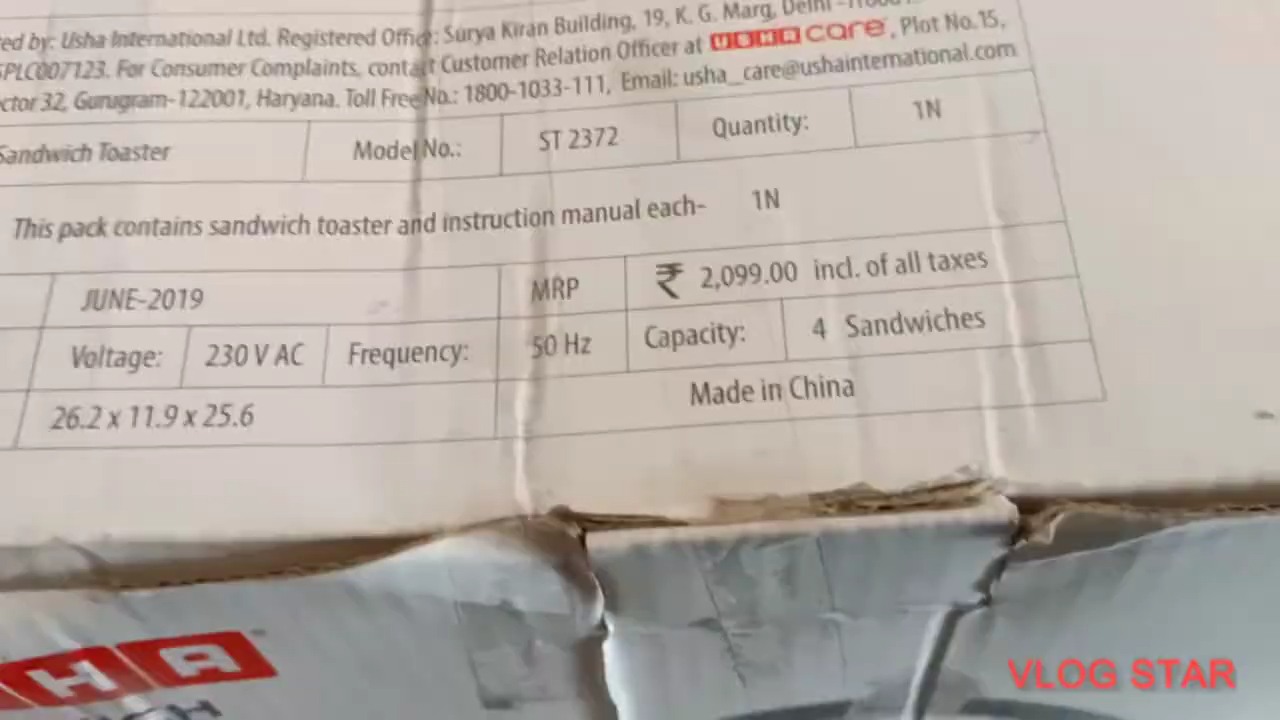 ed by: Usha International Ltd. Registered Office: Surya Kiran Building, 19, K. G. Marg, Delhi
SPLC007123. For Consumer Complaints, contact Customer Relation Officer at USHA care, Plot No. 15,
ctor 32, Gurugram-122001, Haryana. Toll Free No.: 1800-1033-111, Email: usha_care@ushainternational.com
Sandwich Toaster Model No.: ST 2372 Quantity: 1N
This pack contains sandwich toaster and instruction manual each- 1N
JUNE-2019 MRP ₹ 2,099.00 incl. of all taxes
Voltage: 230 V AC Frequency: 50 Hz Capacity: 4 Sandwiches
26.2 x 11.9 x 25.6 Made in China
HA
VLOG STAR